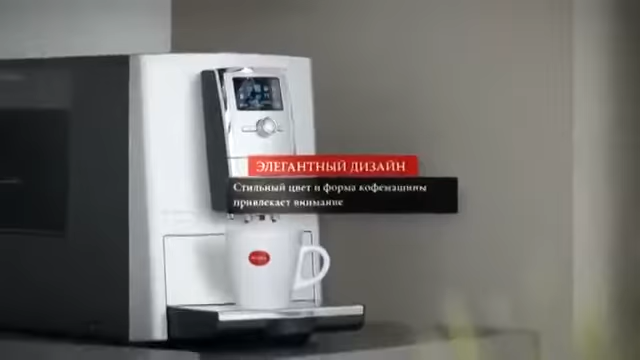 ЭЛЕГАНТНЫЙ ДИЗАЙН
Стильный цвет и форма кофемашины
привлекает внимание